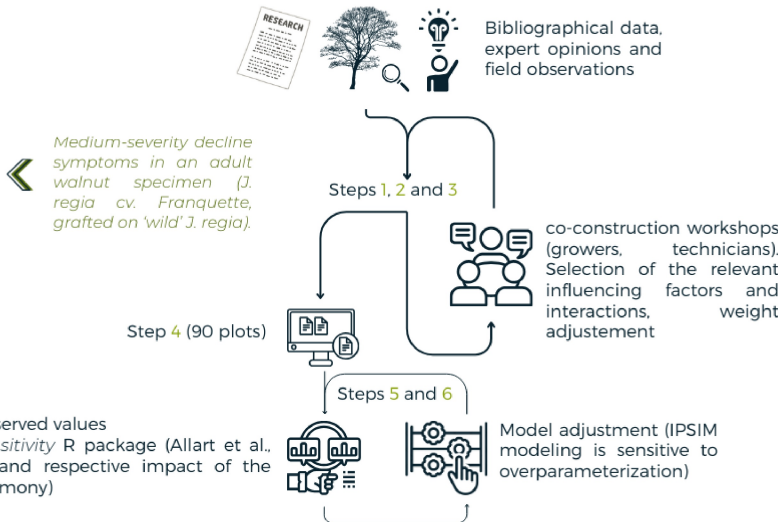 RESEARCH
Bibliographical data,
expert opinions and
field observations
Medium-severity decline
symptoms in an adult
walnut specimen (J.
regia cv. Franquette,
grafted on ‘wild’ J. regia).
Steps 1, 2 and 3
co-construction workshops
(growers, technicians).
Selection of the relevant
influencing factors and
interactions, weight
adjustement
Step 4 (90 plots)
Steps 5 and 6
served values
sitivity R package (Allart et al.,
and respective impact of the
mony)
Model adjustment (IPSIM
modeling is sensitive to
overparameterization)